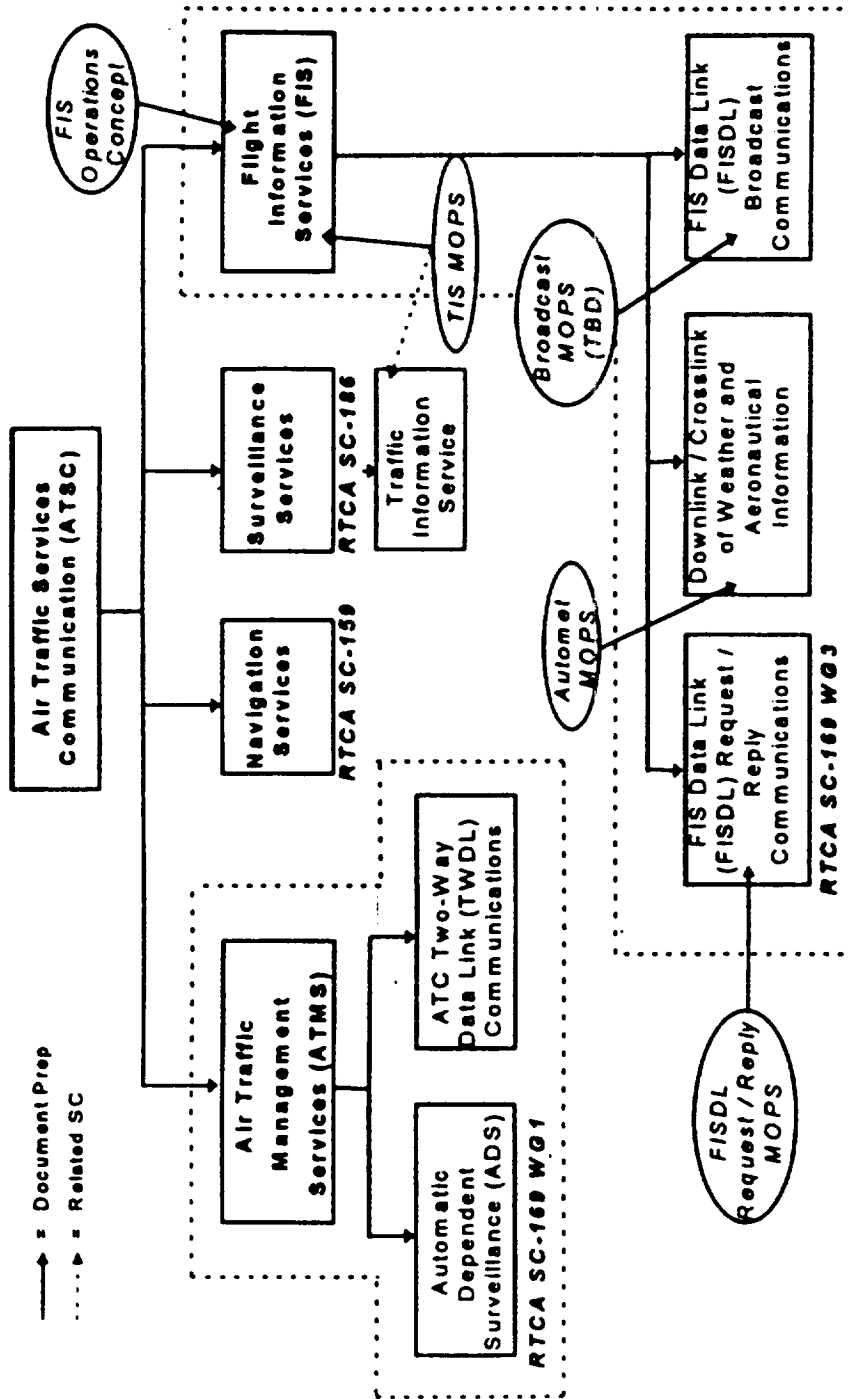 = Document Prep
= Related SC
Air Traffic Services
Communication (ATSC)
FIS
Operations
Concept
Air Traffic
Management
Services (ATMS)
Navigation
Services
RTCA SC-159
Surveillance
Services
RTCA SC-186
Flight
Information
Services (FIS)
Automatic
Dependent
Surveillance (ADS)
ATC Two-Way
Data Link (TWDL)
Communications
RTCA SC-169 WG1
Traffic
Information
Service
TIS MOPS
Automet
MOPS
Broadcast
MOPS
(TBD)
FISDL
Request / Reply
MOPS
FIS Data Link
(FISDL) Request /
Reply
Communications
Downlink / Crosslink
of Weather and
Aeronautical
Information
FIS Data Link
(FISDL)
Broadcast
Communications
RTCA SC-169 WG3